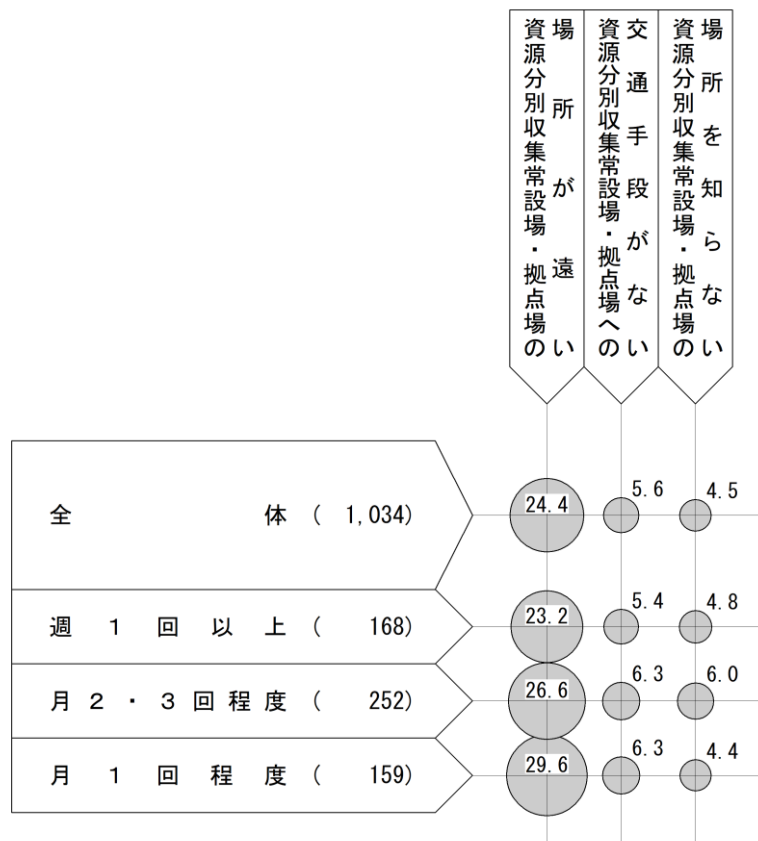 資源分別収集常設場・拠点場の
場所が遠い
資源分別収集常設場・拠点場への
交通手段がない
資源分別収集常設場・拠点場の
場所を知らない
全体 ( 1,034) 24.4 5.6 4.5
週1回以上 ( 168) 23.2 5.4 4.8
月2・3回程度 ( 252) 26.6 6.3 6.0
月1回程度 ( 159) 29.6 6.3 4.4